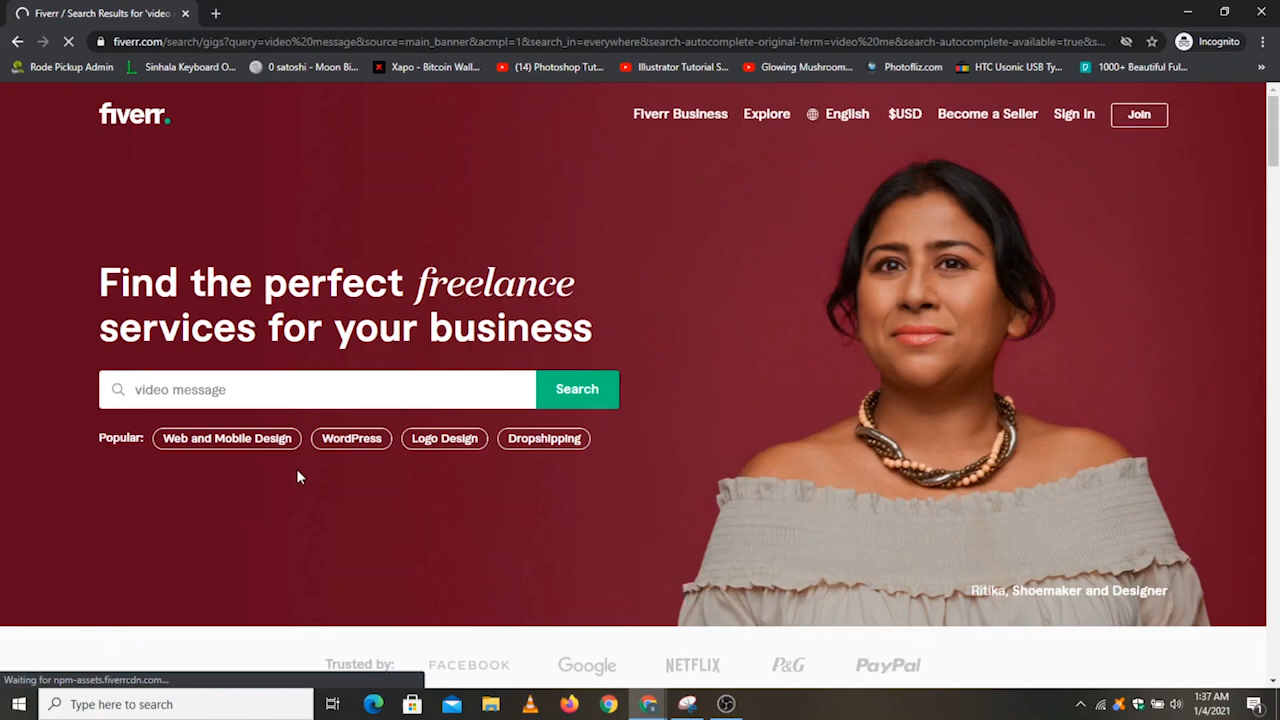 Fiverr / Search Results for 'video
fiverr.com/search/gigs?query=video%20message&source=main_banner&acmpl=1&search_in=everywhere&search-autocomplete-original-term=video%20me&search-autocomplete-available=true&s...
Incognito
Rode Pickup Admin
Sinhala Keyboard O...
0 satoshi - Moon Bi...
Xapo - Bitcoin Wall...
(14) Photoshop Tut...
Illustrator Tutorial S...
Glowing Mushroom...
Photofliz.com
HTC Usonic USB Ty...
1000+ Beautiful Ful...
fiverr.
Fiverr Business
Explore
English
$USD
Become a Seller
Sign In
Join
Find the perfect freelance
services for your business
video message
Search
Popular:
Web and Mobile Design
WordPress
Logo Design
Dropshipping
Ritika, Shoemaker and Designer
Trusted by:
FACEBOOK
Google
NETFLIX
P&G
PayPal
Waiting for npm-assets.fiverrcdn.com...
Type here to search
1:37 AM
1/4/2021
1